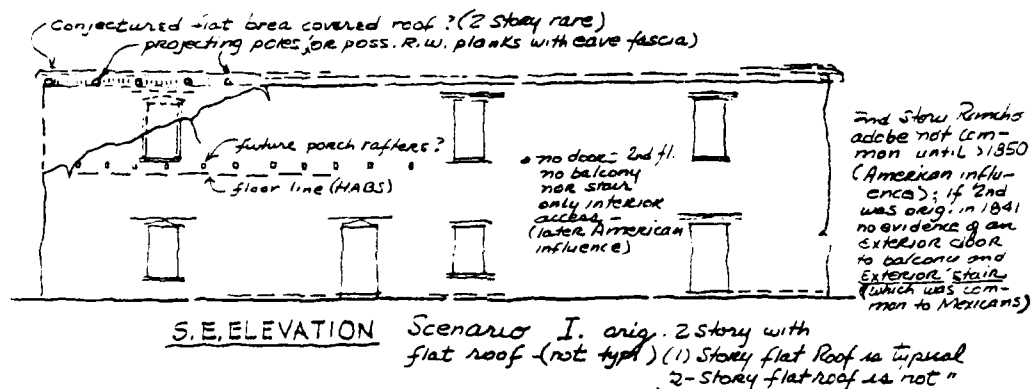 Conjectured flat area covered roof? (2 story rare)
projecting poles, or poss. R.W. planks with eave fascia)
future porch rafters?
floor line (HABS)
no door - 2nd fl.
no balcony
nor stair
only interior
access -
(later American
influence)
2nd story Rancho
adobe not com-
mon until >1850
(American influ-
ence); if 2nd
was orig. in 1841
no evidence of an
exterior door
to balcony and
Exterior stair
(which was com-
mon to Mexicans)
S.E. ELEVATION
Scenario I. orig. 2 story with
flat roof - (not typ.) (1) Story flat Roof is typical
2-Story flat roof is not "